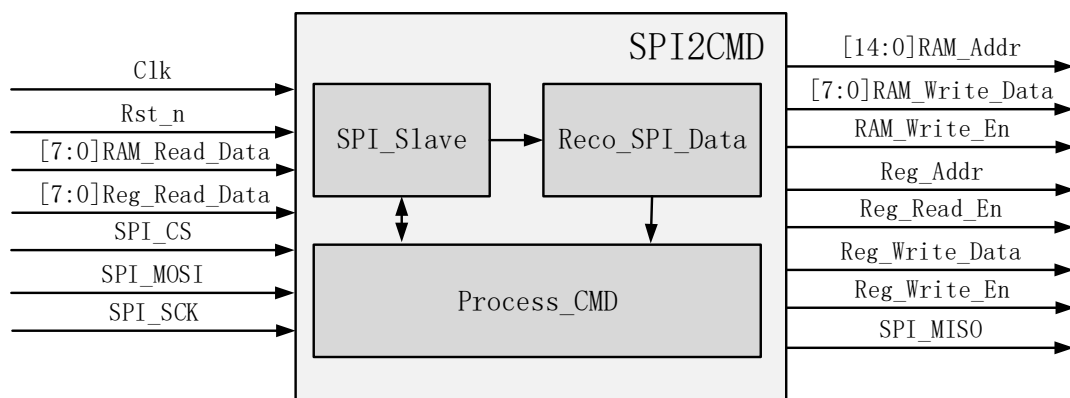 SPI2CMD
Clk
Rst_n
[7:0]RAM_Read_Data
[7:0]Reg_Read_Data
SPI_CS
SPI_MOSI
SPI_SCK
SPI_Slave
Reco_SPI_Data
Process_CMD
[14:0]RAM_Addr
[7:0]RAM_Write_Data
RAM_Write_En
Reg_Addr
Reg_Read_En
Reg_Write_Data
Reg_Write_En
SPI_MISO